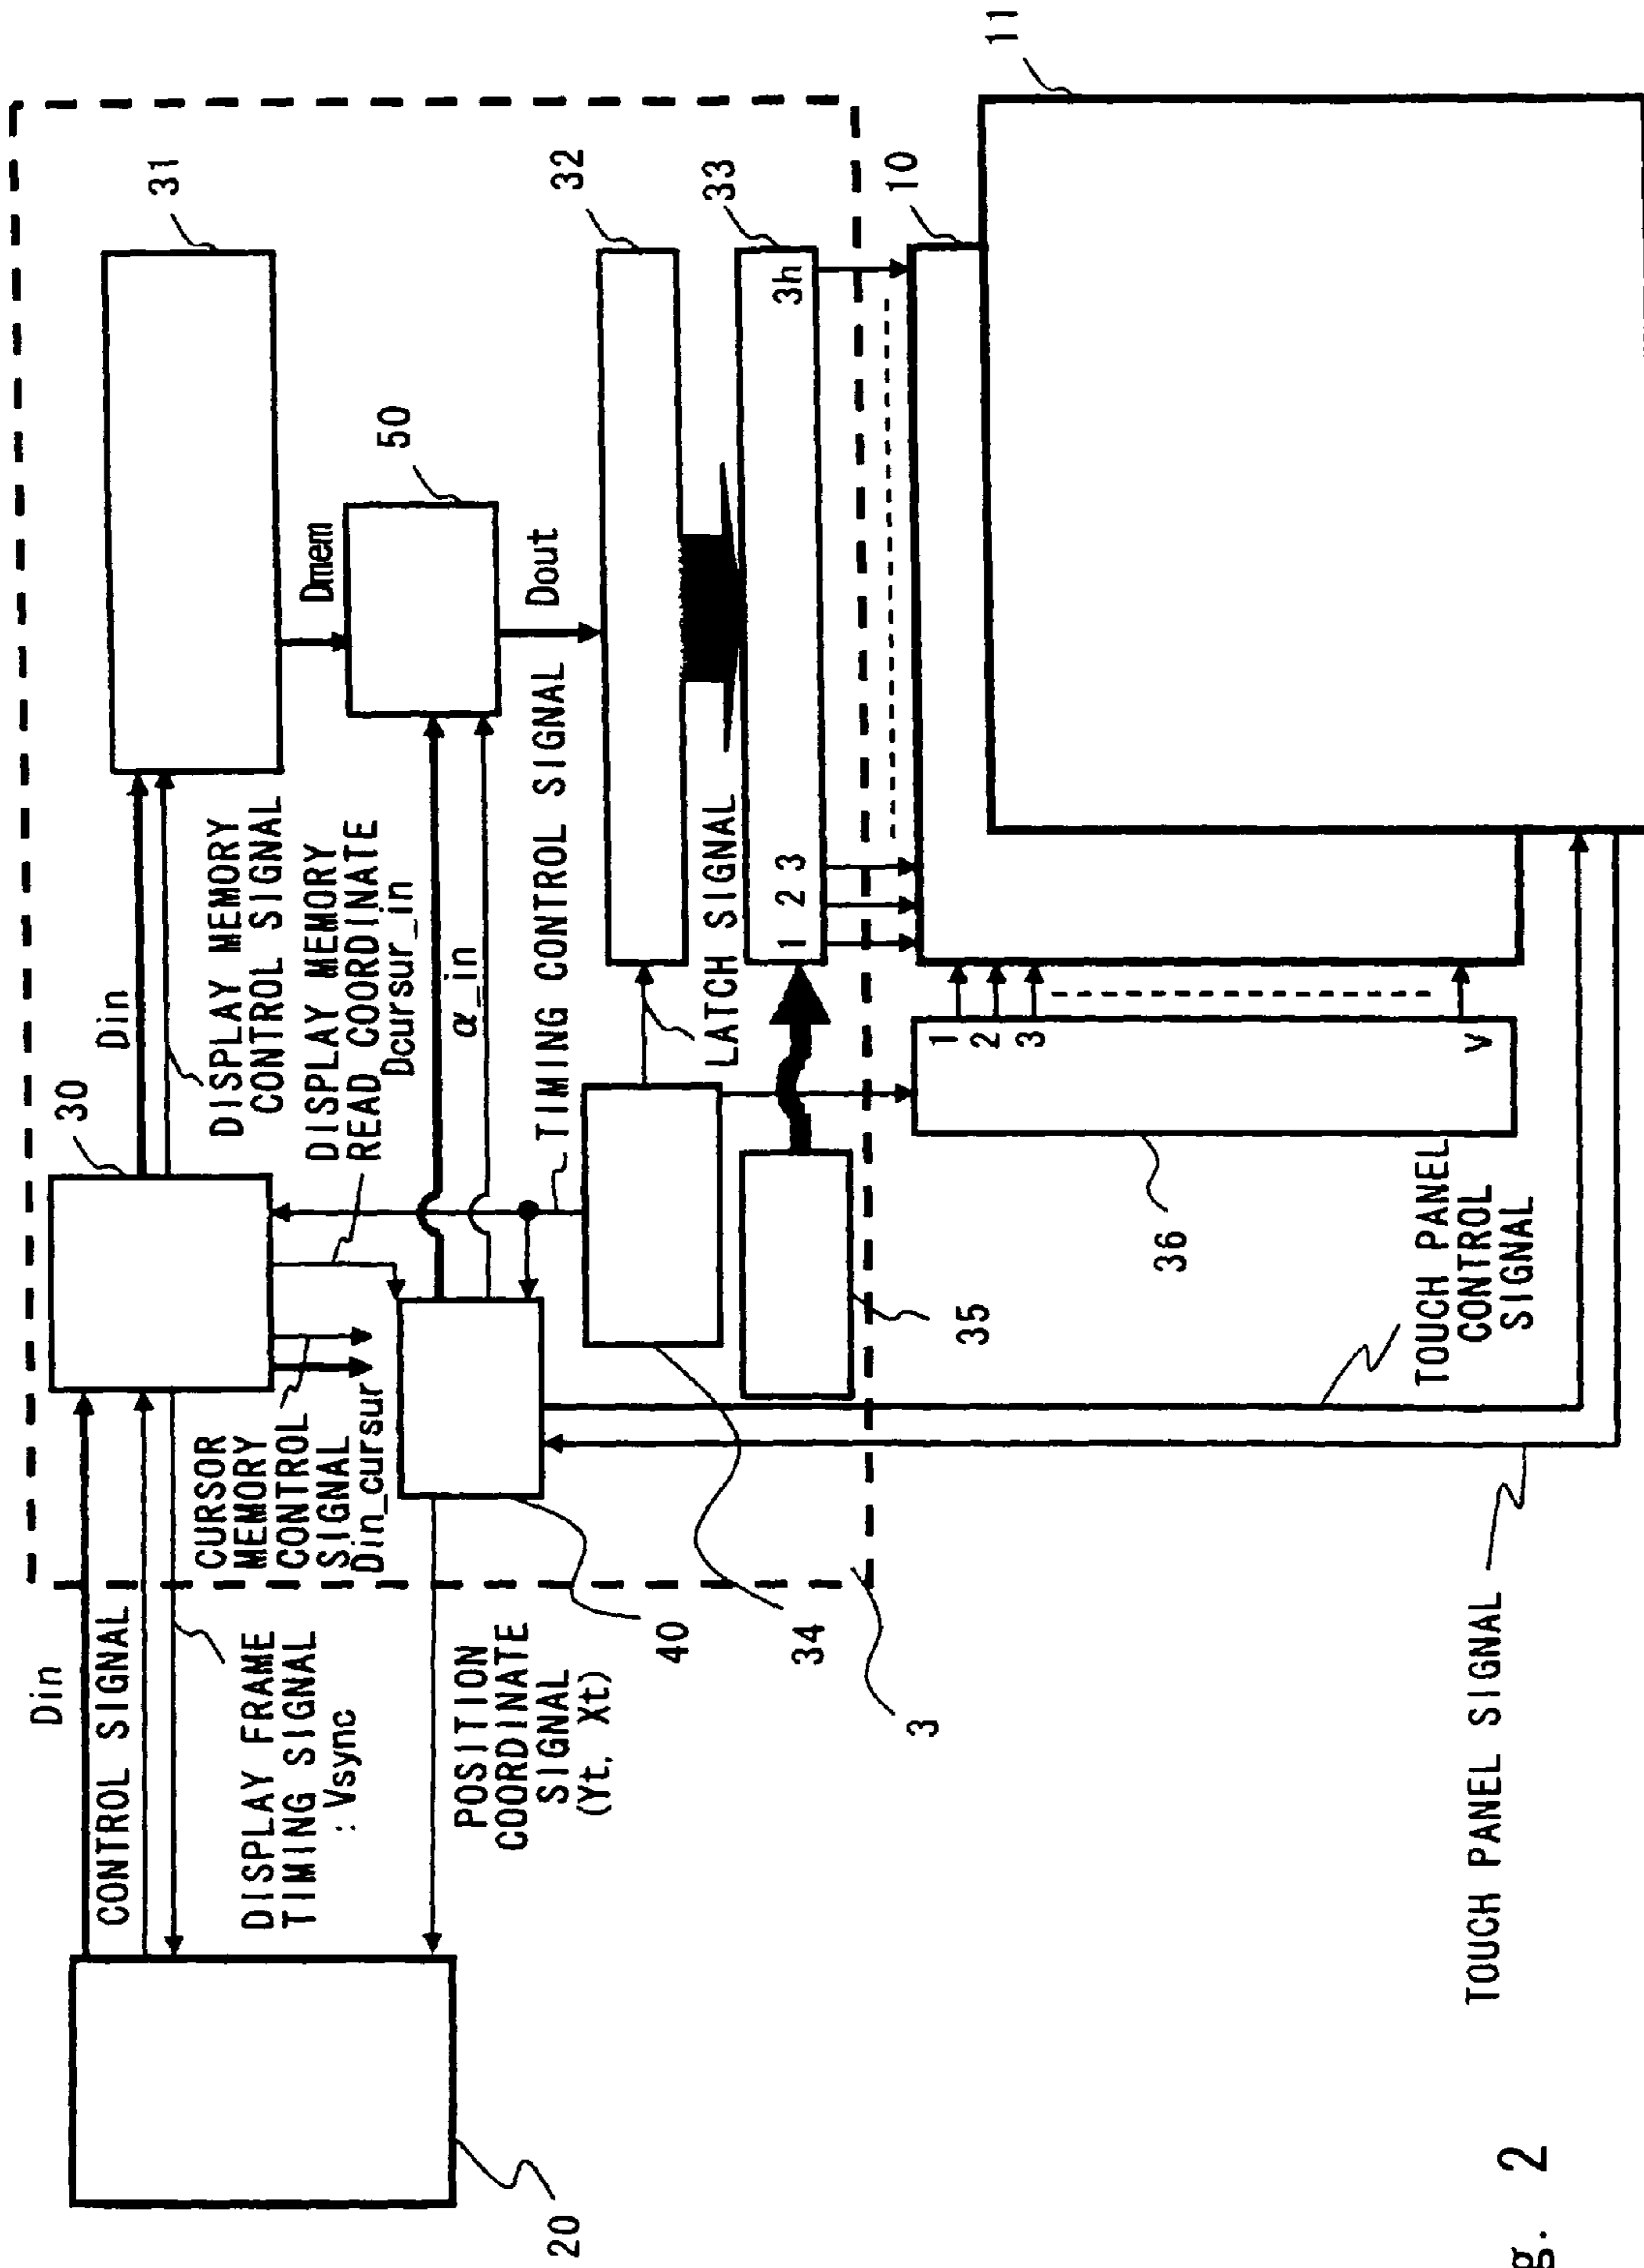 Din
CONTROL SIGNAL
DISPLAY FRAME
TIMING SIGNAL
: Vsync
POSITION
COORDINATE
SIGNAL
(Yt, Xt)
20
30
Din
DISPLAY MEMORY
CONTROL SIGNAL
DISPLAY MEMORY
READ COORDINATE
Dcursur_in
α_in
CURSOR
MEMORY
CONTROL
SIGNAL
Din_cursur
31
Dmem
50
Dout
TIMING CONTROL SIGNAL
LATCH SIGNAL
32
33
1 2 3
3h
40
34
35
3
10
11
1
2
3
V
36
TOUCH PANEL
CONTROL
SIGNAL
TOUCH PANEL SIGNAL
g. 2